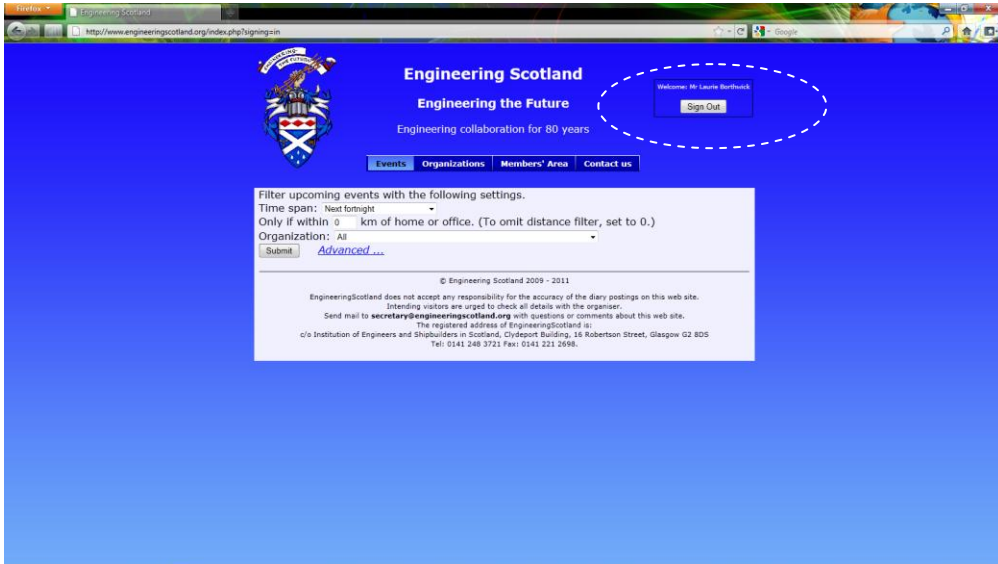 Firefox
Engineering Scotland
http://www.engineeringscotland.org/index.php?signing=in
Google
ENGINEERING
THE FUTURE
Engineering Scotland
Engineering the Future
Engineering collaboration for 80 years
Welcome: Mr Laurie Borthwick
Sign Out
Events Organizations Members' Area Contact us
Filter upcoming events with the following settings.
Time span: Next fortnight
Only if within 0 km of home or office. (To omit distance filter, set to 0.)
Organization: All
Submit Advanced ...
© Engineering Scotland 2009 - 2011
EngineeringScotland does not accept any responsibility for the accuracy of the diary postings on this web site.
Intending visitors are urged to check all details with the organiser.
Send mail to secretary@engineeringscotland.org with questions or comments about this web site.
The registered address of EngineeringScotland is:
c/o Institution of Engineers and Shipbuilders in Scotland, Clydeport Building, 16 Robertson Street, Glasgow G2 8DS
Tel: 0141 248 3721 Fax: 0141 221 2698.